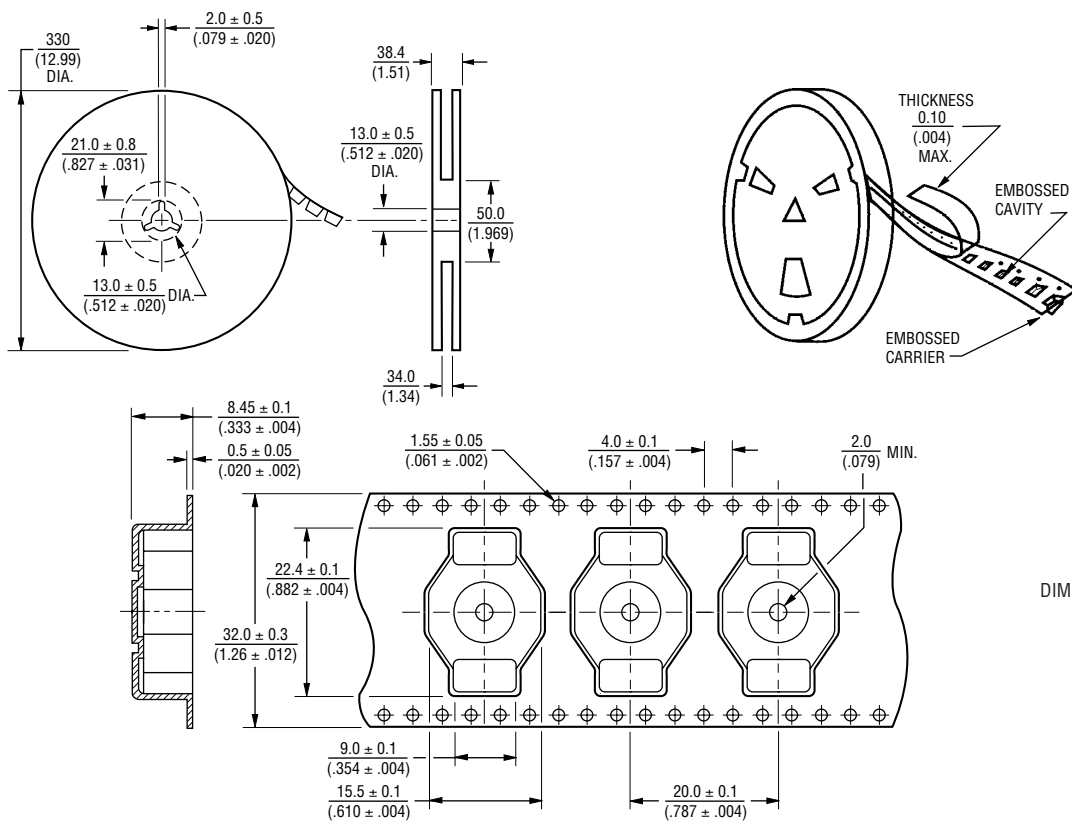 2.0 ± 0.5
(.079 ± .020)
330
(12.99)
DIA.
38.4
(1.51)
21.0 ± 0.8
(.827 ± .031)
13.0 ± 0.5
(.512 ± .020)
DIA.
50.0
(1.969)
13.0 ± 0.5
(.512 ± .020)
DIA.
34.0
(1.34)
THICKNESS
0.10
(.004)
MAX.
EMBOSSED
CAVITY
EMBOSSED
CARRIER
8.45 ± 0.1
(.333 ± .004)
0.5 ± 0.05
(.020 ± .002)
1.55 ± 0.05
(.061 ± .002)
4.0 ± 0.1
(.157 ± .004)
2.0
(.079)
MIN.
22.4 ± 0.1
(.882 ± .004)
32.0 ± 0.3
(1.26 ± .012)
DIM
9.0 ± 0.1
(.354 ± .004)
15.5 ± 0.1
(.610 ± .004)
20.0 ± 0.1
(.787 ± .004)